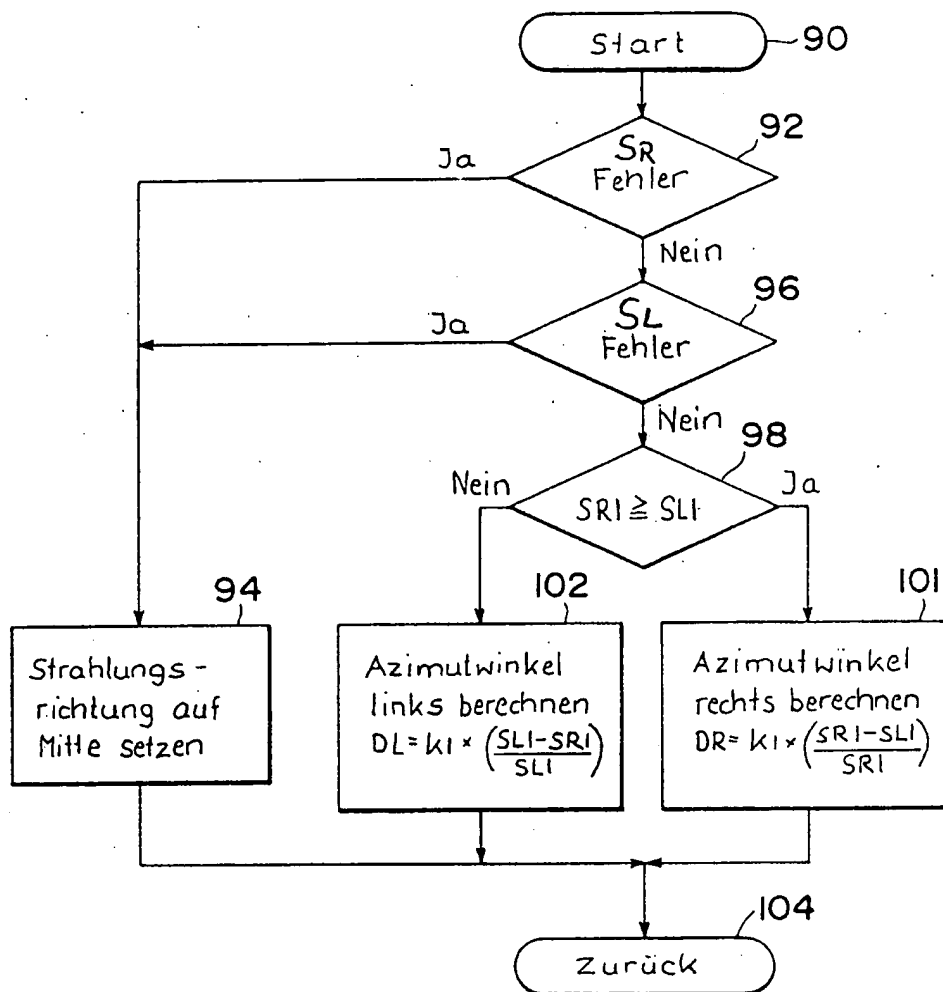 Start
90
92
SR
Fehler
Ja
Nein
96
SL
Fehler
Ja
Nein
98
SR1 ≧ SL1
Nein
Ja
94
Strahlungs-
richtung auf
Mitte setzen
102
Azimutwinkel
links berechnen
DL = K1 × (SL1-SR1/SL1)
101
Azimutwinkel
rechts berechnen
DR = K1 × (SR1-SL1/SR1)
104
Zurück